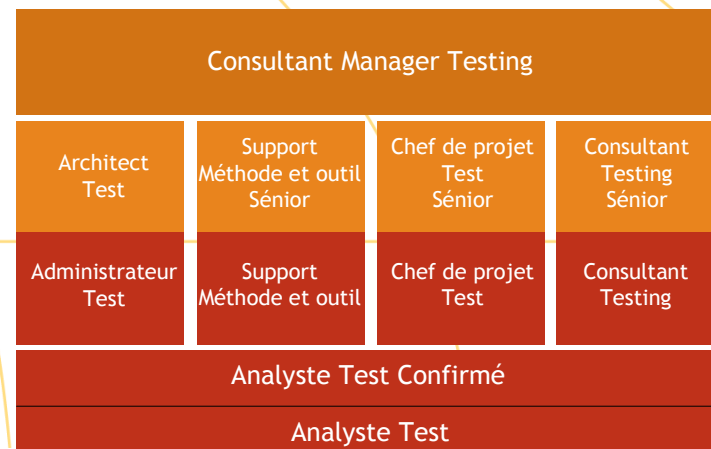 Consultant Manager Testing
Architect
Test
Support
Méthode et outil
Sénior
Chef de projet
Test
Sénior
Consultant
Testing
Sénior
Administrateur
Test
Support
Méthode et outil
Chef de projet
Test
Consultant
Testing
Analyste Test Confirmé
Analyste Test